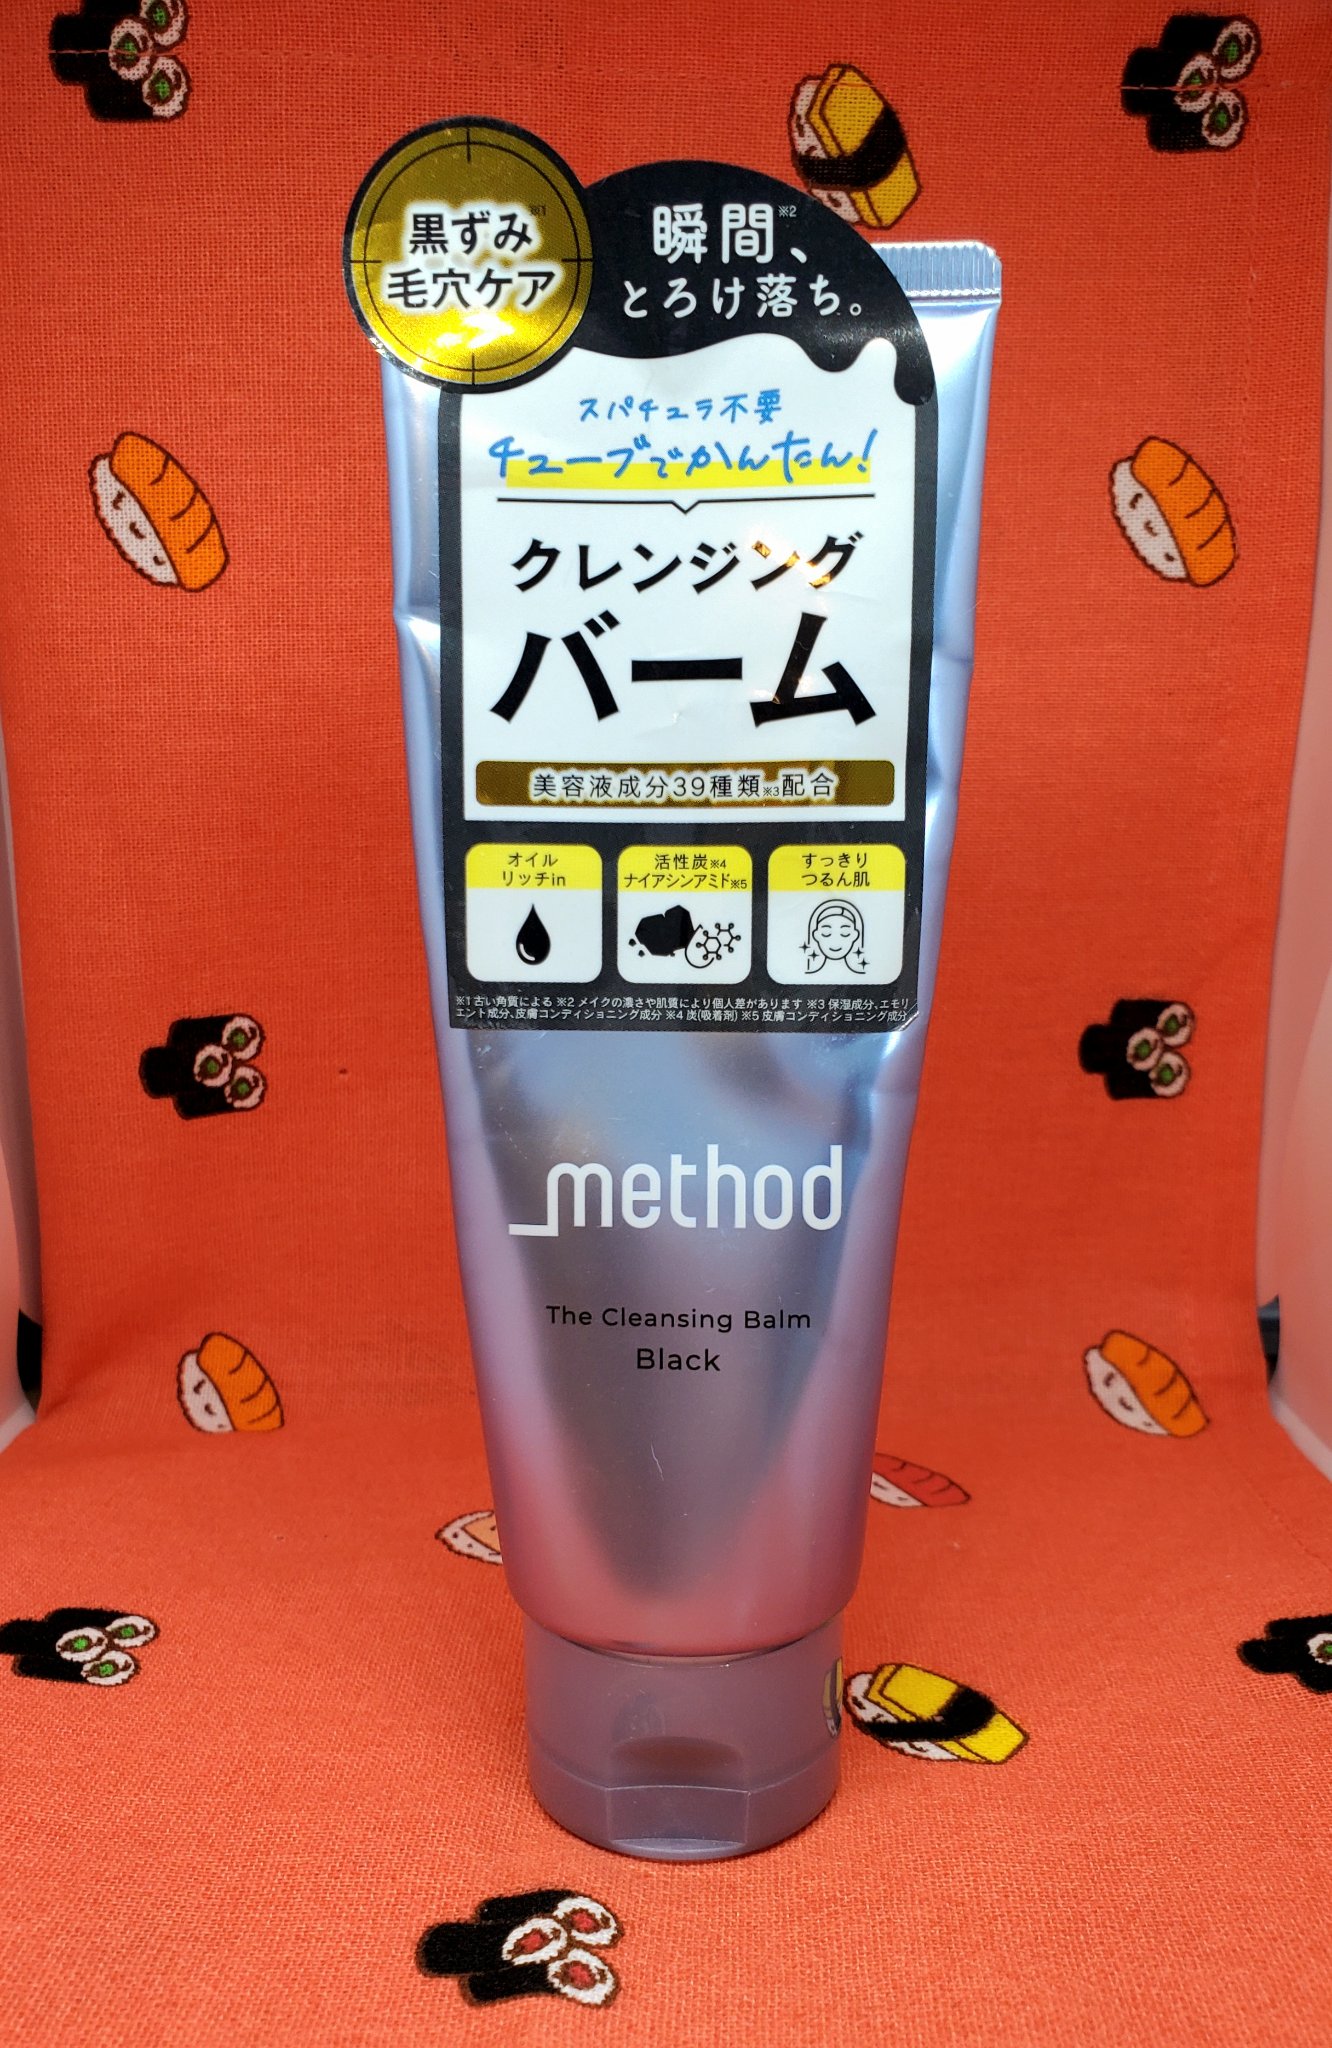 黒ずみ※1
毛穴ケア
瞬間※2、
とろけ落ち。
スパチュラ不要
チューブでかんたん!
クレンジング
バーム
美容液成分39種類※3配合
オイル
リッチin
活性炭※4
ナイアシンアミド※5
すっきり
つるん肌
※1 古い角質による ※2 メイクの濃さや肌質により個人差があります ※3 保湿成分、エモリ
エント成分、皮膚コンディショニング成分 ※4 炭(吸着剤) ※5 皮膚コンディショニング成分
method
The Cleansing Balm
Black